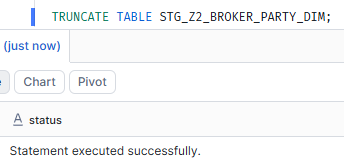 TRUNCATE TABLE STG_Z2_BROKER_PARTY_DIM;
(just now)
Chart Pivot
A status
Statement executed successfully.